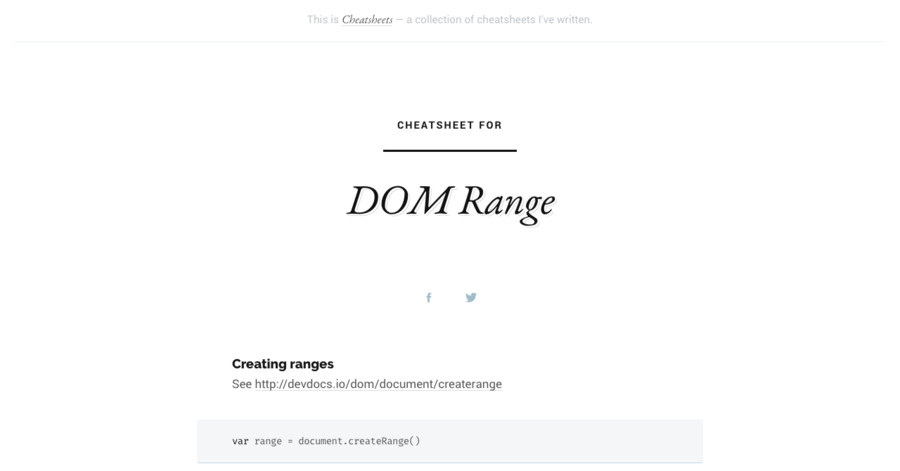 This is Cheatsheets — a collection of cheatsheets I've written.
CHEATSHEET FOR
DOM Range
Creating ranges
See http://devdocs.io/dom/document/createrange
var range = document.createRange()